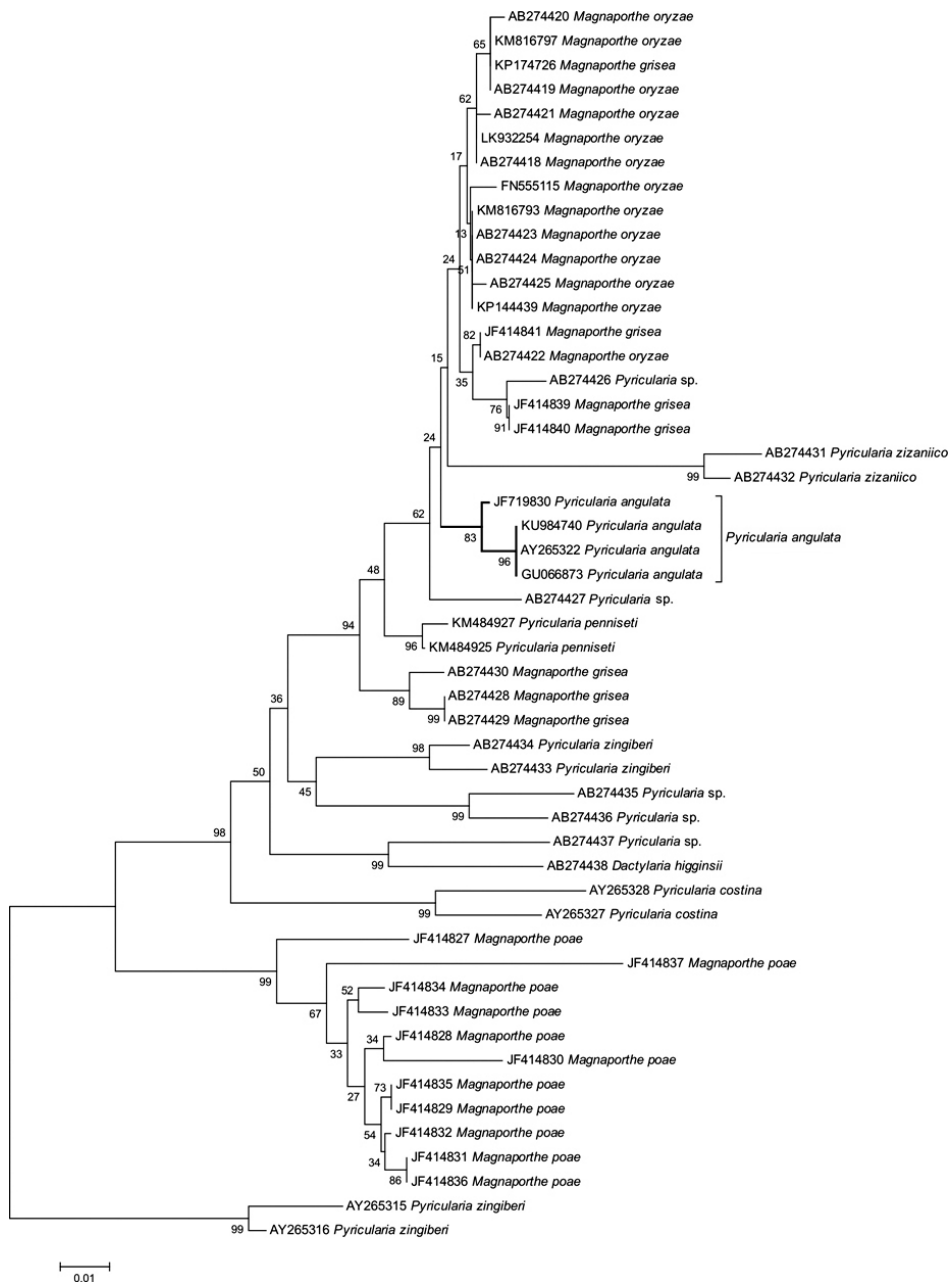 AB274420 Magnaporthe oryzae
65
KM816797 Magnaporthe oryzae
KP174726 Magnaporthe grisea
AB274419 Magnaporthe oryzae
62
AB274421 Magnaporthe oryzae
LK932254 Magnaporthe oryzae
17
AB274418 Magnaporthe oryzae
FN555115 Magnaporthe oryzae
KM816793 Magnaporthe oryzae
13
AB274423 Magnaporthe oryzae
24
AB274424 Magnaporthe oryzae
51
AB274425 Magnaporthe oryzae
KP144439 Magnaporthe oryzae
82
JF414841 Magnaporthe grisea
15
AB274422 Magnaporthe oryzae
35
AB274426 Pyricularia sp.
76
JF414839 Magnaporthe grisea
91
JF414840 Magnaporthe grisea
24
AB274431 Pyricularia zizaniico
99
AB274432 Pyricularia zizaniico
JF719830 Pyricularia angulata
62
KU984740 Pyricularia angulata
83
Pyricularia angulata
AY265322 Pyricularia angulata
96
GU066873 Pyricularia angulata
48
AB274427 Pyricularia sp.
94
KM484927 Pyricularia penniseti
96
KM484925 Pyricularia penniseti
AB274430 Magnaporthe grisea
89
AB274428 Magnaporthe grisea
36
99
AB274429 Magnaporthe grisea
98
AB274434 Pyricularia zingiberi
AB274433 Pyricularia zingiberi
50
45
AB274435 Pyricularia sp.
99
AB274436 Pyricularia sp.
98
AB274437 Pyricularia sp.
99
AB274438 Dactylaria higginsii
AY265328 Pyricularia costina
99
AY265327 Pyricularia costina
JF414827 Magnaporthe poae
99
JF414837 Magnaporthe poae
52
JF414834 Magnaporthe poae
67
JF414833 Magnaporthe poae
33
34
JF414828 Magnaporthe poae
JF414830 Magnaporthe poae
27
73
JF414835 Magnaporthe poae
JF414829 Magnaporthe poae
54
JF414832 Magnaporthe poae
34
JF414831 Magnaporthe poae
86
JF414836 Magnaporthe poae
AY265315 Pyricularia zingiberi
99
AY265316 Pyricularia zingiberi
0.01